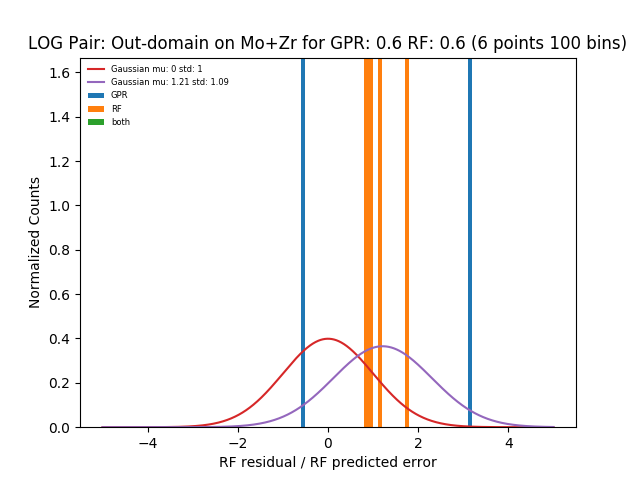 LOG Pair: Out-domain on Mo+Zr for GPR: 0.6 RF: 0.6 (6 points 100 bins)
Gaussian mu: 0 std: 1
Gaussian mu: 1.21 std: 1.09
GPR
RF
both
Normalized Counts
1.6
1.4
1.2
1.0
0.8
0.6
0.4
0.2
0.0
−4 −2 0 2 4
RF residual / RF predicted error